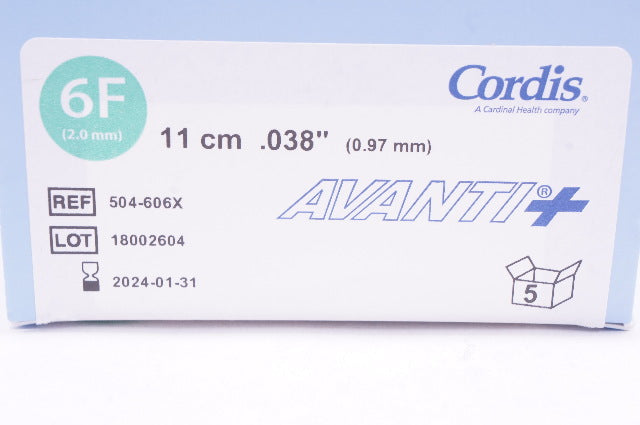 6F
(2.0 mm)
Cordis®
A Cardinal Health company
11 cm .038" (0.97 mm)
AVANTI®+
REF 504-606X
LOT 18002604
2024-01-31
5